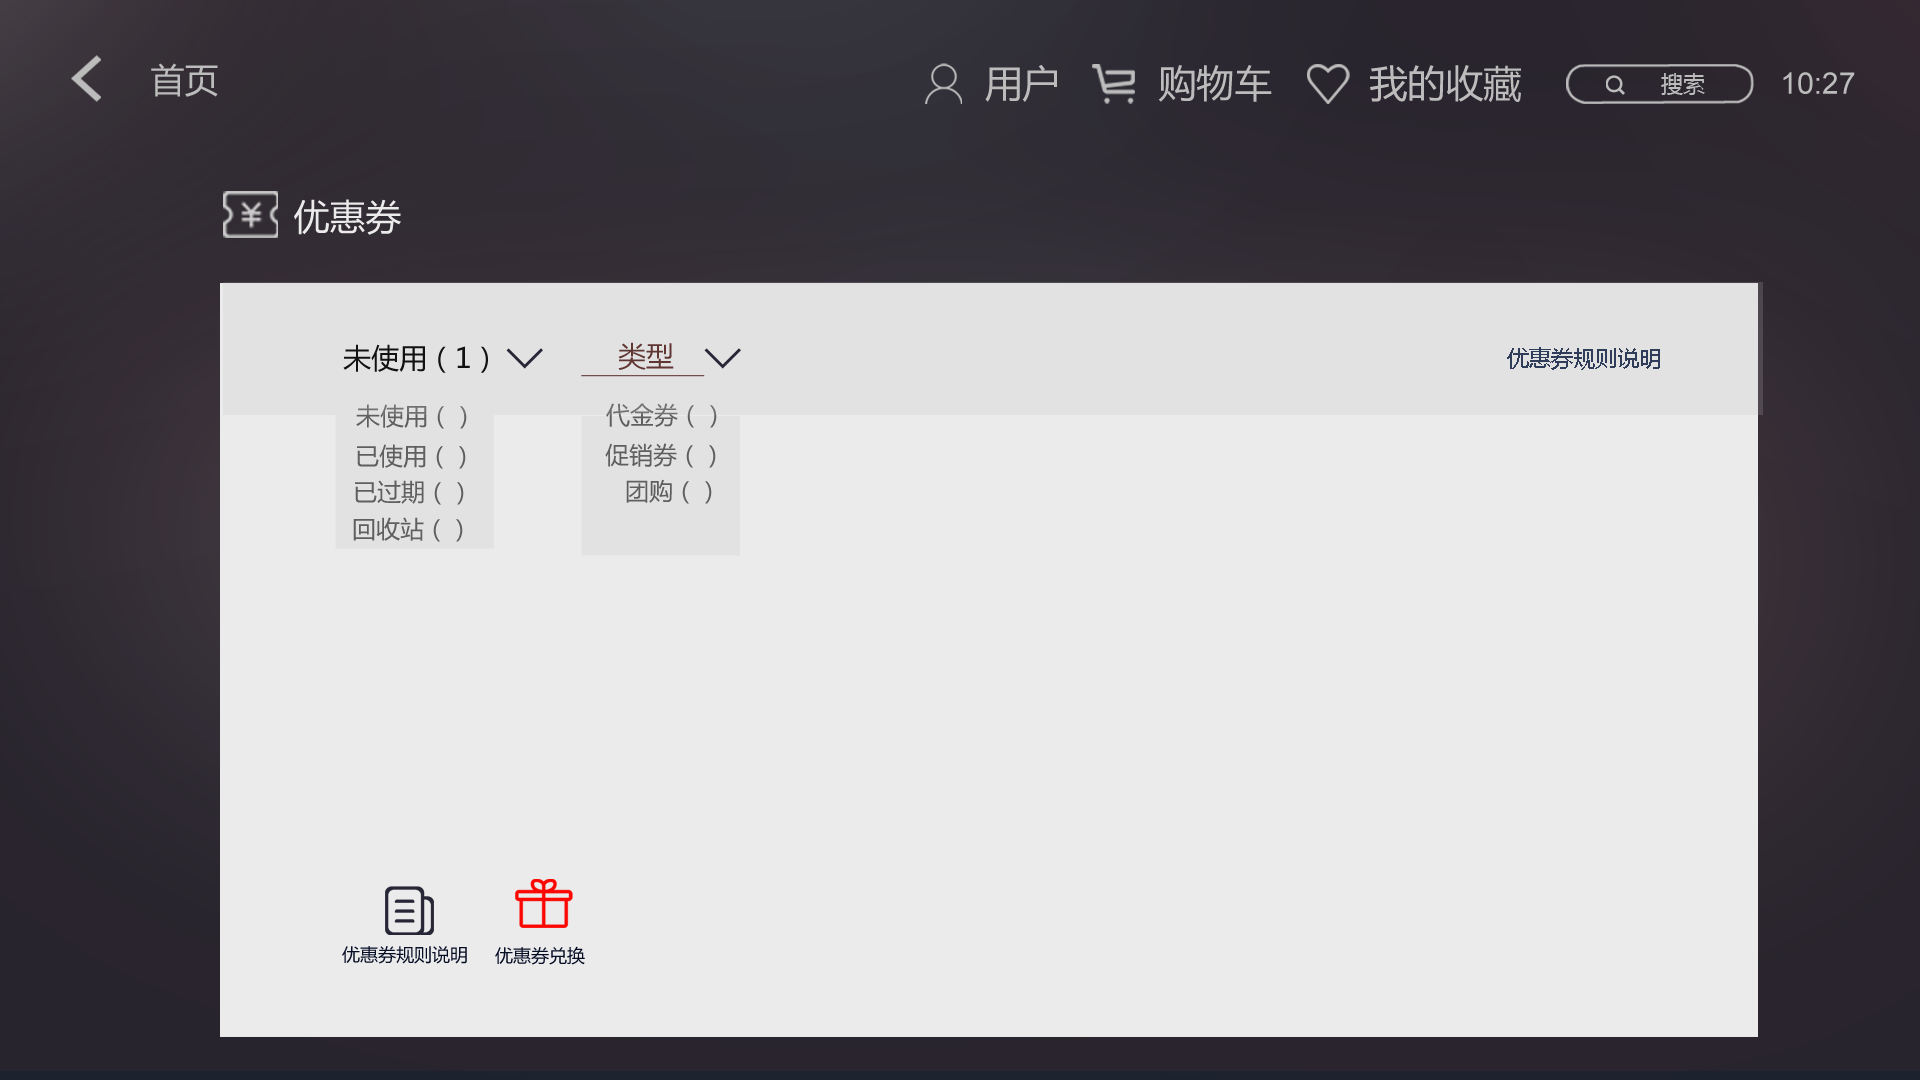 首页
用户
购物车
我的收藏
搜索
10:27
¥
优惠券
未使用（1）
类型
优惠券规则说明
未使用（ ）
已使用（ ）
已过期（ ）
回收站（ ）
代金券（ ）
促销券（ ）
团购（ ）
优惠券规则说明
优惠券兑换